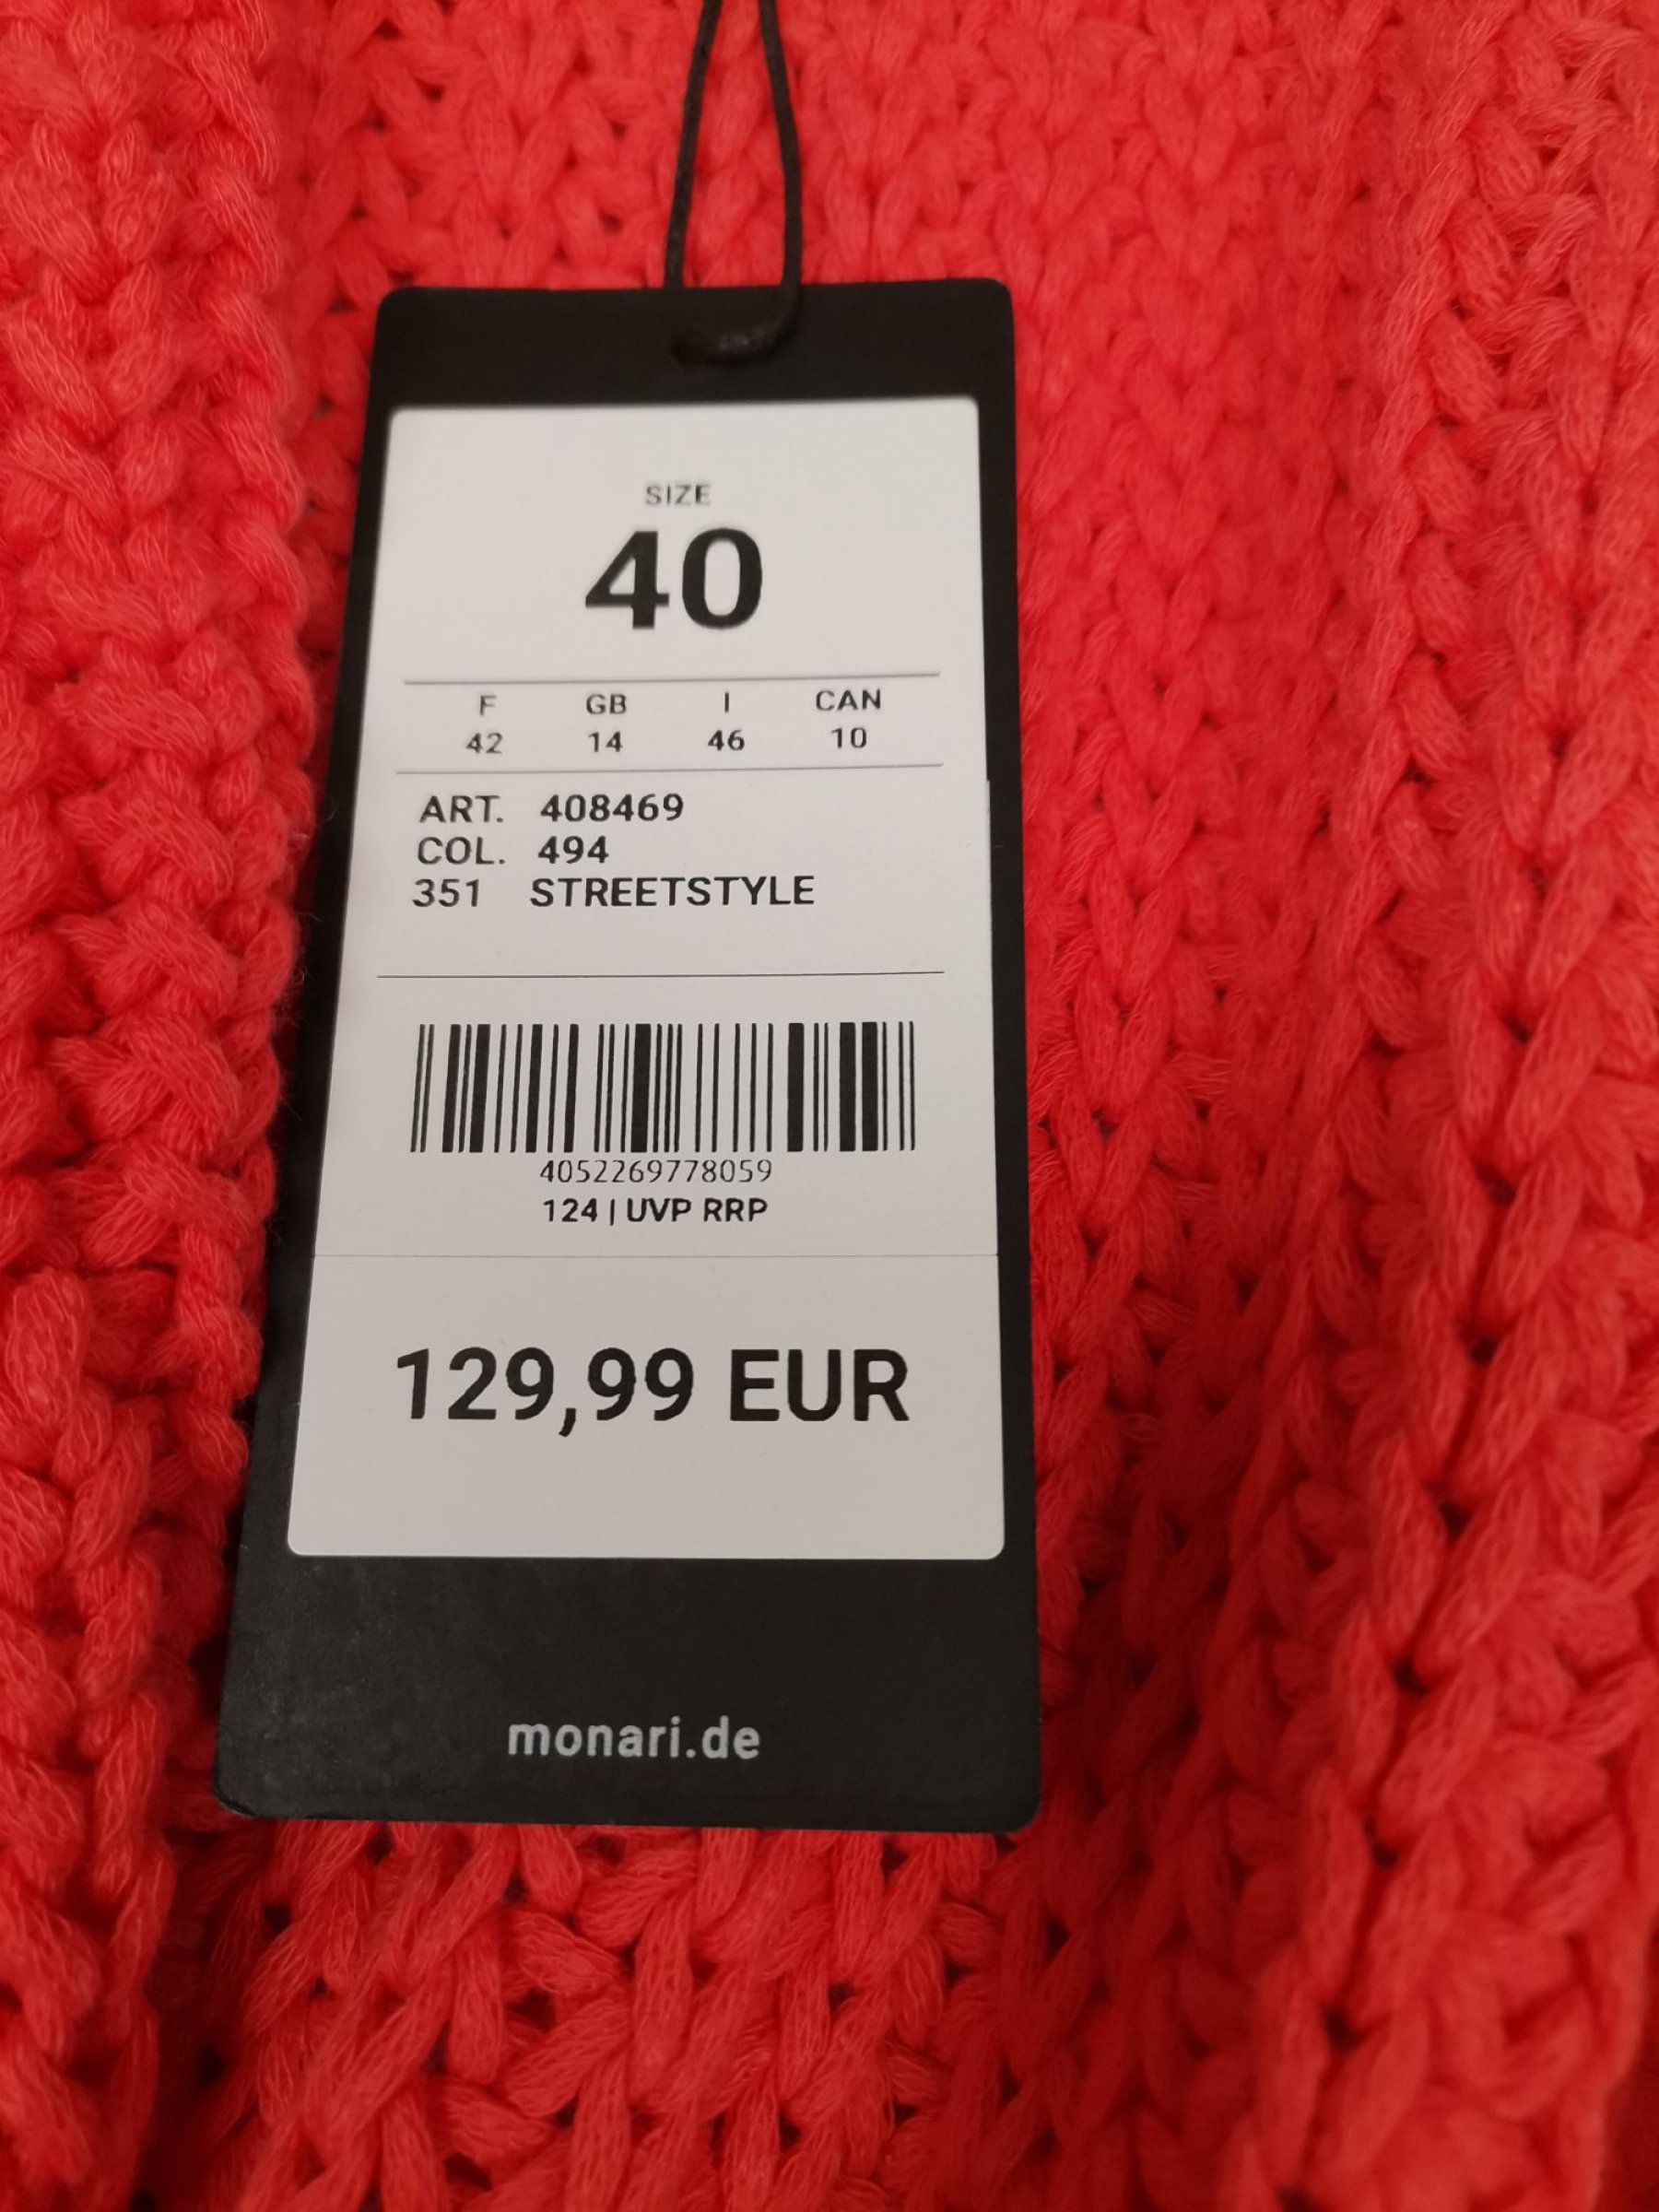 SIZE
40
F GB I CAN
42 14 46 10
ART. 408469
COL. 494
351 STREETSTYLE
4052269778059
124 | UVP RRP
129,99 EUR
monari.de